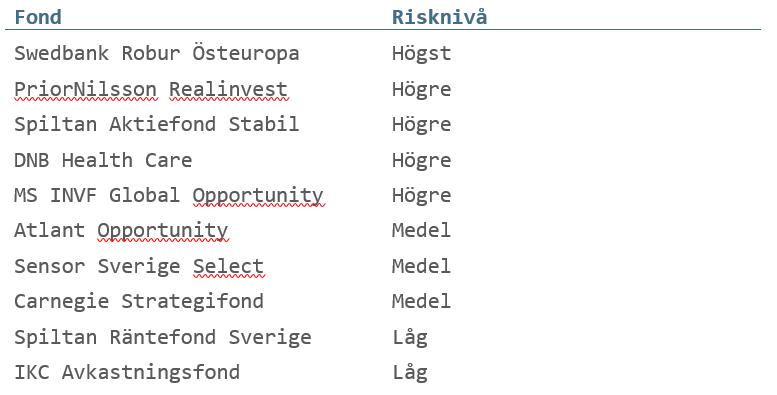 Fond Risknivå
Swedbank Robur Östeuropa Högst
PriorNilsson Realinvest Högre
Spiltan Aktiefond Stabil Högre
DNB Health Care Högre
MS INVF Global Opportunity Högre
Atlant Opportunity Medel
Sensor Sverige Select Medel
Carnegie Strategifond Medel
Spiltan Räntefond Sverige Låg
IKC Avkastningsfond Låg